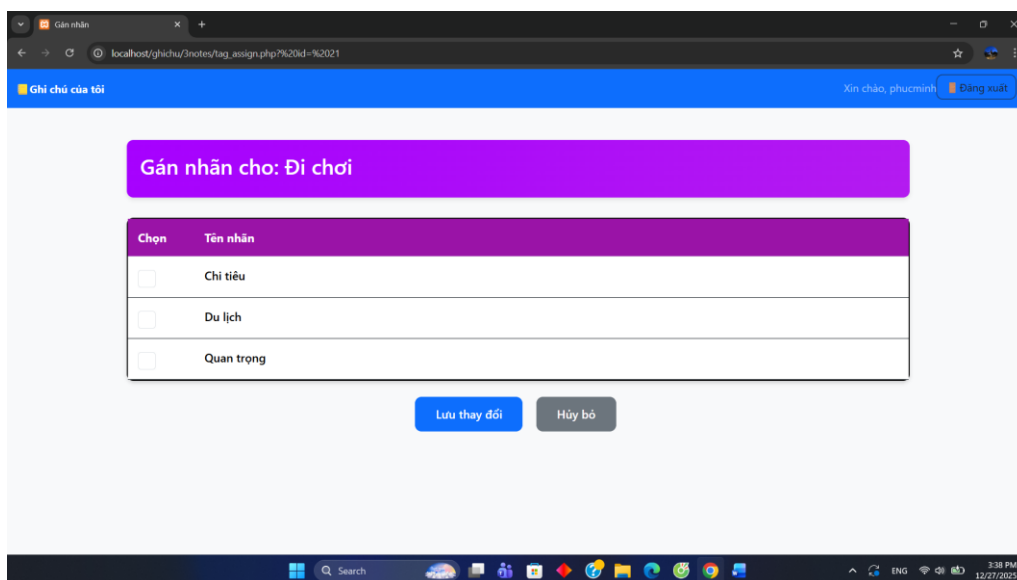 Gán nhãn
localhost/ghichu/3notes/tag_assign.php?%20id=%2021
Ghi chú của tôi
Xin chào, phucminh
Đăng xuất
Gán nhãn cho: Đi chơi
Chọn Tên nhãn
Chi tiêu
Du lịch
Quan trọng
Lưu thay đổi Hủy bỏ
Search
ENG
3:38 PM
12/27/2025